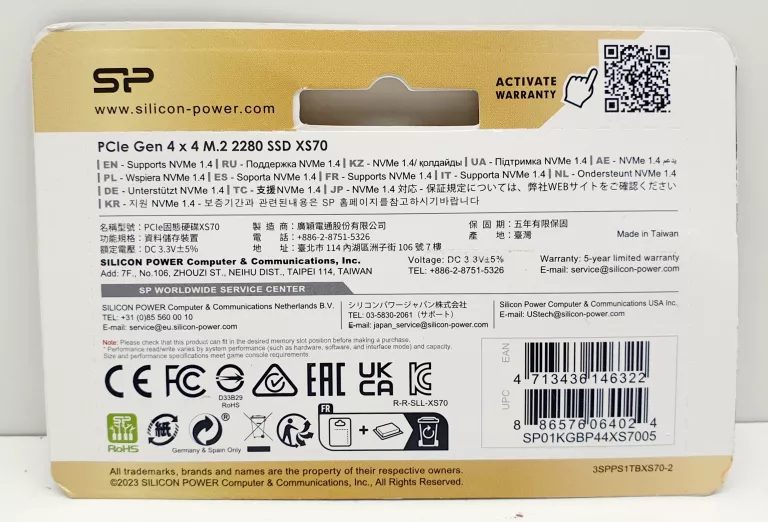 SP
www.silicon-power.com
ACTIVATE
WARRANTY
PCIe Gen 4 x 4 M.2 2280 SSD XS70
| EN - Supports NVMe 1.4 | RU - Поддержка NVMe 1.4 | KZ - NVMe 1.4/ қолдайды | UA - Підтримка NVMe 1.4 | AE - NVMe 1.4 يدعم
| PL - Wspiera NVMe 1.4 | ES - Soporta NVMe 1.4 | FR - Supporte NVMe 1.4 | IT - Supporta NVMe 1.4 | NL - Ondersteunt NVMe 1.4
| DE - Unterstützt NVMe 1.4 | TC - 支援 NVMe 1.4 | JP - NVMe 1.4 対応 - 保証規定については、弊社WEBサイトをご確認ください
| KR - 지원 NVMe 1.4 - 보증기간과 관련된내용은 SP 홈페이지를참고하시기바랍니다
名稱型號：PCIe固態硬碟XS70 製造商：廣穎電通股份有限公司 保固期：五年有限保固
功能規格：資料儲存裝置 電話：+886-2-8751-5326 產地：臺灣 Made in Taiwan
額定電壓：DC 3.3V±5% 地址：臺北市 114 內湖區洲子街 106 號 7 樓
SILICON POWER Computer & Communications, Inc. Voltage: DC 3.3V±5% Warranty: 5-year limited warranty
Add: 7F., No.106, ZHOUZI ST., NEIHU DIST., TAIPEI 114, TAIWAN TEL: +886-2-8751-5326 E-mail: service@silicon-power.com
SP WORLDWIDE SERVICE CENTER
SILICON POWER Computer & Communications Netherlands B.V. シリコンパワージャパン株式会社 Silicon Power Computer & Communications USA Inc.
TEL: +31 (0)85 560 00 10 TEL: 03-5830-2061（サポート） E-mail: UStech@silicon-power.com
E-mail: service@eu.silicon-power.com E-mail: japan_service@silicon-power.com
Note: Please check that this product can fit in the desired memory slot position before making a purchase.
* Performance read/write varies by system performance (such as hardware, software, and interface mode) and capacity.
Size and performance specifications meet game console requirements
CE FC D33B29 RoHS EAC UK CA R-R-SLL-XS70
SP RoHS 紙 Germany & Spain Only FR
EAN 4 713436 146322
UPC 8 86576 06402 4
SP01KGBP44XS7005
All trademarks, brands and names are the property of their respective owners.
©2023 SILICON POWER Computer & Communications, Inc., All Rights Reserved.
3SPPS1TBXS70-2